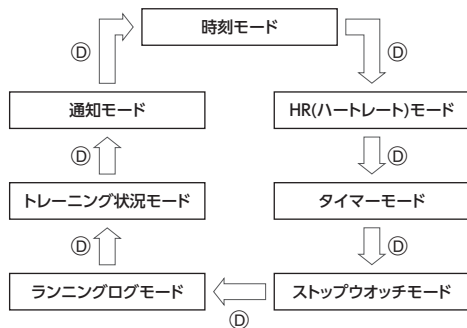 時刻モード
Ⓓ
Ⓓ
通知モード
HR(ハートレート)モード
Ⓓ
Ⓓ
トレーニング状況モード
タイマーモード
Ⓓ
Ⓓ
ランニングログモード
ストップウオッチモード
Ⓓ